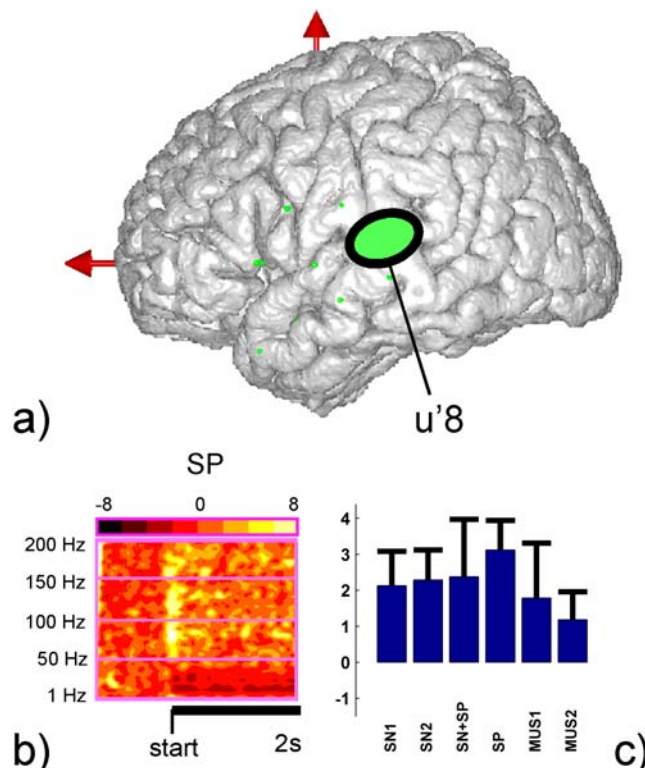 u'8
a)
SP
-8 0 8
200 Hz
150 Hz
100 Hz
50 Hz
1 Hz
start 2s
b)
4
3
2
1
0
-1
SN1
SN2
SN+SP
SP
MUS1
MUS2
c)